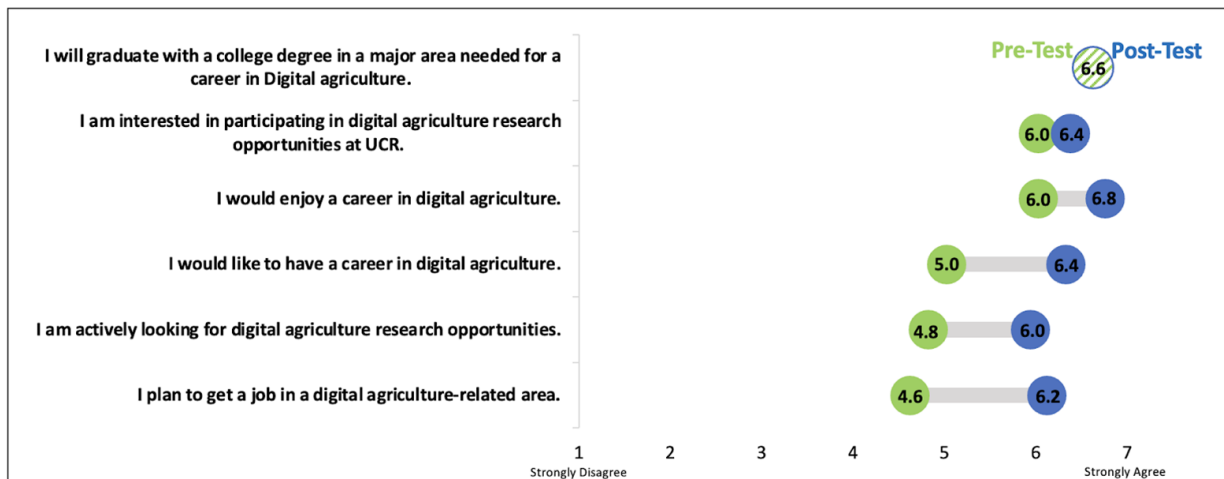 Pre-Test Post-Test
I will graduate with a college degree in a major area needed for a
career in Digital agriculture.
6.6
I am interested in participating in digital agriculture research
opportunities at UCR.
6.0 6.4
I would enjoy a career in digital agriculture.
6.0 6.8
I would like to have a career in digital agriculture.
5.0 6.4
I am actively looking for digital agriculture research opportunities.
4.8 6.0
I plan to get a job in a digital agriculture-related area.
4.6 6.2
1 2 3 4 5 6 7
Strongly Disagree Strongly Agree